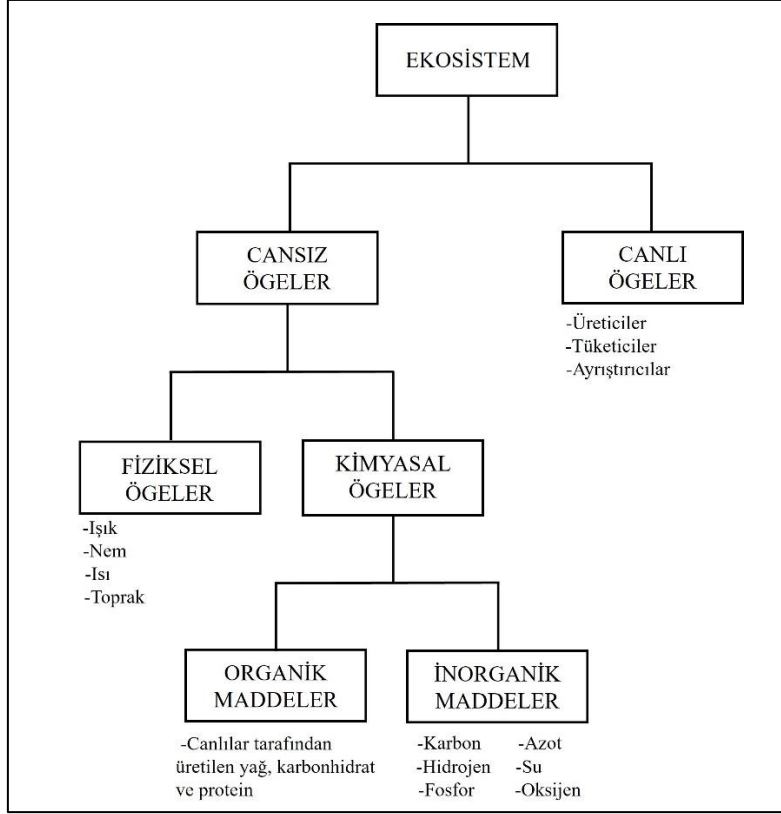 EKOSİSTEM
CANSIZ
ÖGELER
CANLI
ÖGELER
-Üreticiler
-Tüketiciler
-Ayrıştırıcılar
FİZİKSEL
ÖGELER
-Işık
-Nem
-Isı
-Toprak
KİMYASAL
ÖGELER
ORGANİK
MADDELER
-Canlılar tarafından
üretilen yağ, karbonhidrat
ve protein
İNORGANİK
MADDELER
-Karbon -Azot
-Hidrojen -Su
-Fosfor -Oksijen